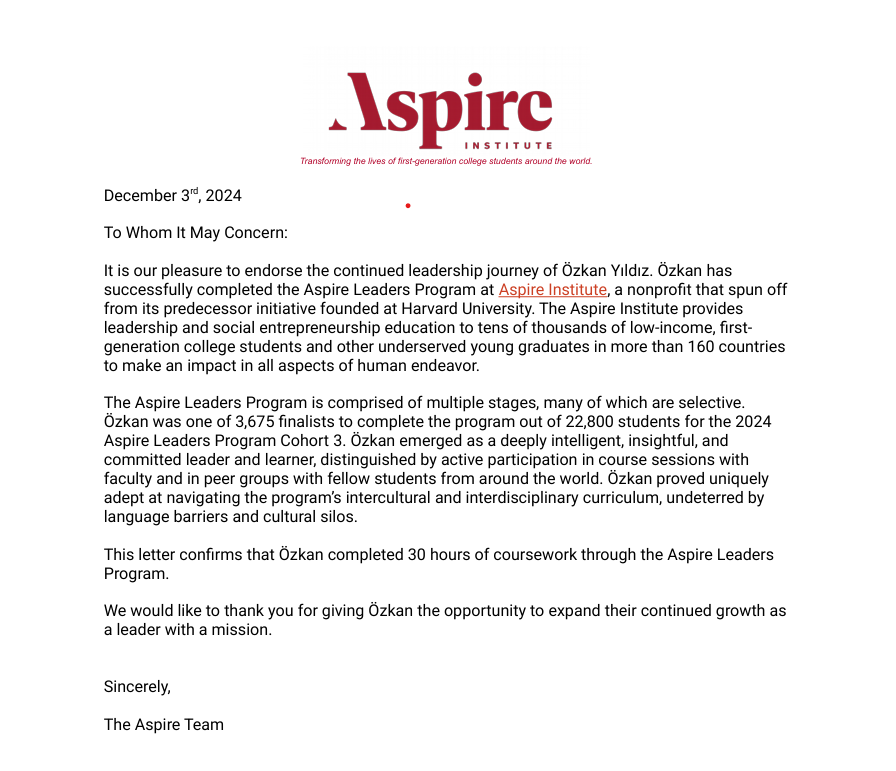 Aspire
INSTITUTE
Transforming the lives of first-generation college students around the world.
December 3rd, 2024
To Whom It May Concern:
It is our pleasure to endorse the continued leadership journey of Özkan Yıldız. Özkan has
successfully completed the Aspire Leaders Program at Aspire Institute, a nonprofit that spun off
from its predecessor initiative founded at Harvard University. The Aspire Institute provides
leadership and social entrepreneurship education to tens of thousands of low-income, first-
generation college students and other underserved young graduates in more than 160 countries
to make an impact in all aspects of human endeavor.
The Aspire Leaders Program is comprised of multiple stages, many of which are selective.
Özkan was one of 3,675 finalists to complete the program out of 22,800 students for the 2024
Aspire Leaders Program Cohort 3. Özkan emerged as a deeply intelligent, insightful, and
committed leader and learner, distinguished by active participation in course sessions with
faculty and in peer groups with fellow students from around the world. Özkan proved uniquely
adept at navigating the program’s intercultural and interdisciplinary curriculum, undeterred by
language barriers and cultural silos.
This letter confirms that Özkan completed 30 hours of coursework through the Aspire Leaders
Program.
We would like to thank you for giving Özkan the opportunity to expand their continued growth as
a leader with a mission.
Sincerely,
The Aspire Team